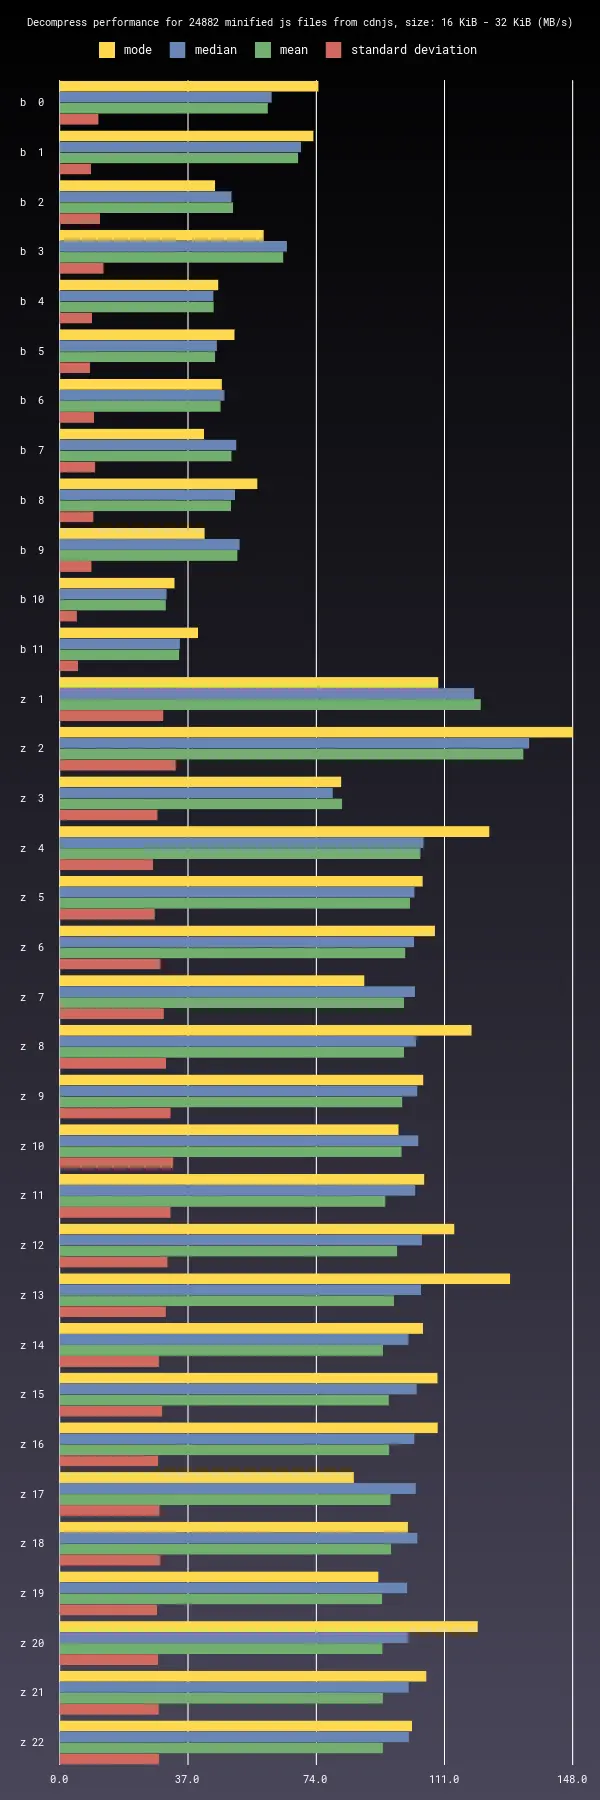 Decompress performance for 24882 minified js files from cdnjs, size: 16 KiB - 32 KiB (MB/s)
mode median mean standard deviation
b 0
b 1
b 2
b 3
b 4
b 5
b 6
b 7
b 8
b 9
b 10
b 11
z 1
z 2
z 3
z 4
z 5
z 6
z 7
z 8
z 9
z 10
z 11
z 12
z 13
z 14
z 15
z 16
z 17
z 18
z 19
z 20
z 21
z 22
0.0 37.0 74.0 111.0 148.0